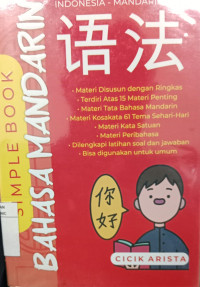 INDONESIA - MANDARIN
语法
SIMPLE BOOK
BAHASA MANDARIN
• Materi Disusun dengan Ringkas
• Terdiri Atas 15 Materi Penting
• Materi Tata Bahasa Mandarin
• Materi Kosakata 61 Tema Sehari-Hari
• Materi Kata Satuan
• Materi Peribahasa
• Dilengkapi latihan soal dan jawaban
• Bisa digunakan untuk umum
你
好
CICIK ARISTA